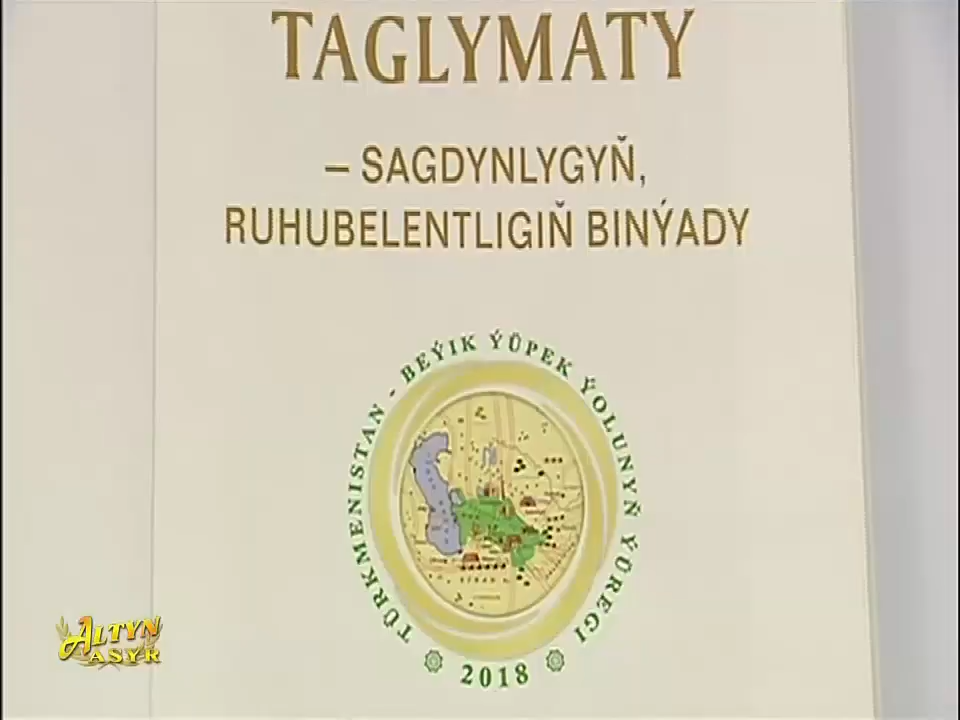 TAGLYMATY
– SAGDYNLYGYŇ,
RUHUBELENTLIGIŇ BINÝADY
TÜRKMENISTAN - BEÝIK ÝÜPEK ÝOLUNYŇ ÝÜREGI
2018
ALTYN
ASYR